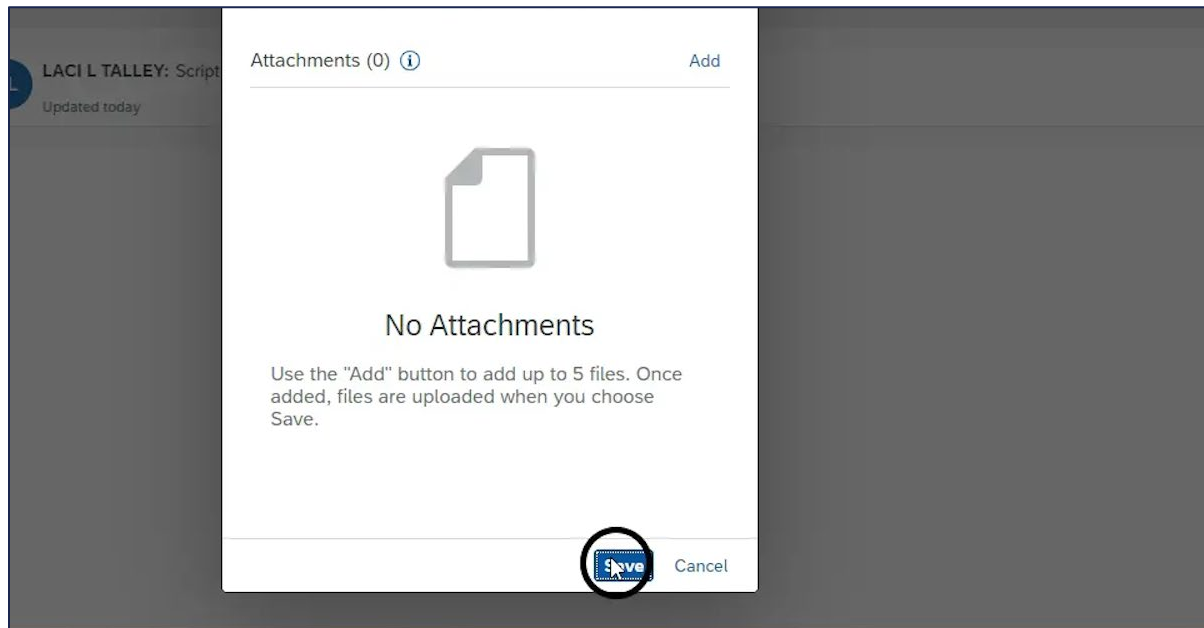 Attachments (0)
Add
LACI L TALLEY: Script
Updated today
No Attachments
Use the "Add" button to add up to 5 files. Once
added, files are uploaded when you choose
Save.
Save
Cancel